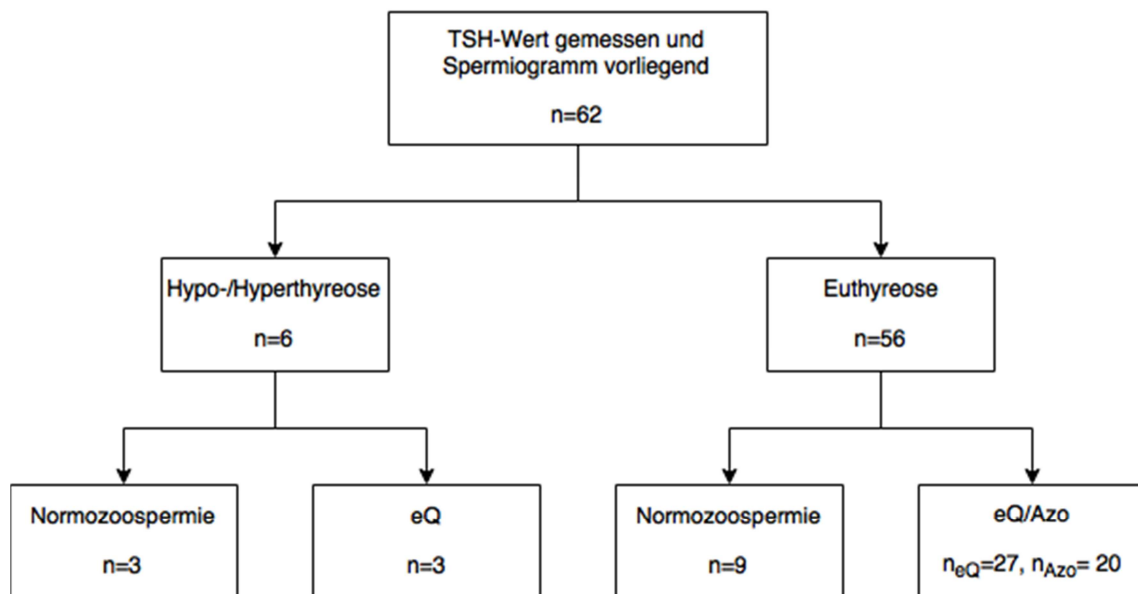 TSH-Wert gemessen und
Spermiogramm vorliegend
n=62
Hypo-/Hyperthyreose
n=6
Euthyreose
n=56
Normozoospermie
n=3
eQ
n=3
Normozoospermie
n=9
eQ/Azo
neQ=27, nAzo= 20